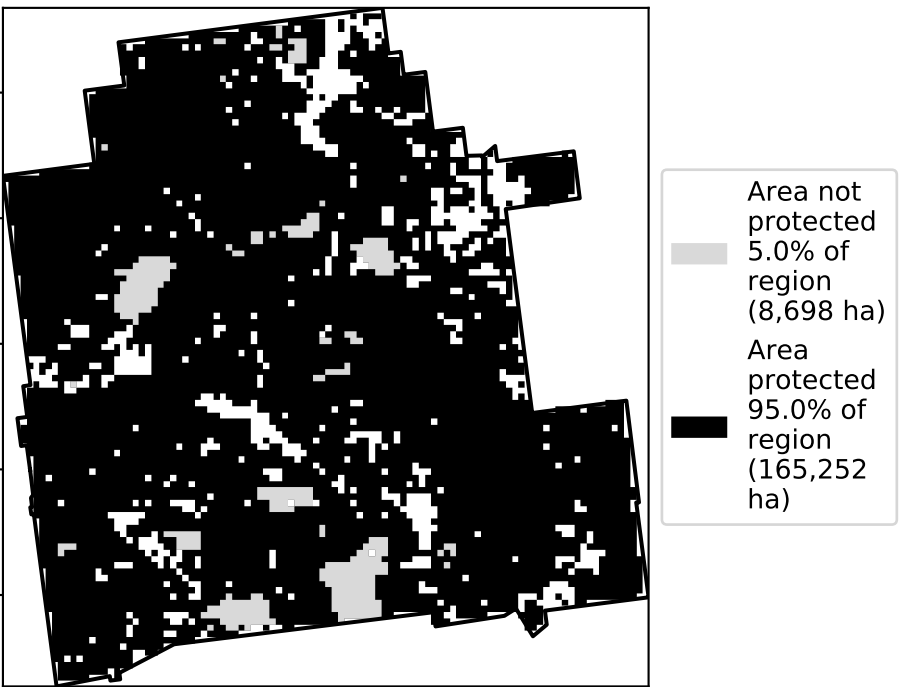 Area not
protected
5.0% of
region
(8,698 ha)
Area
protected
95.0% of
region
(165,252
ha)